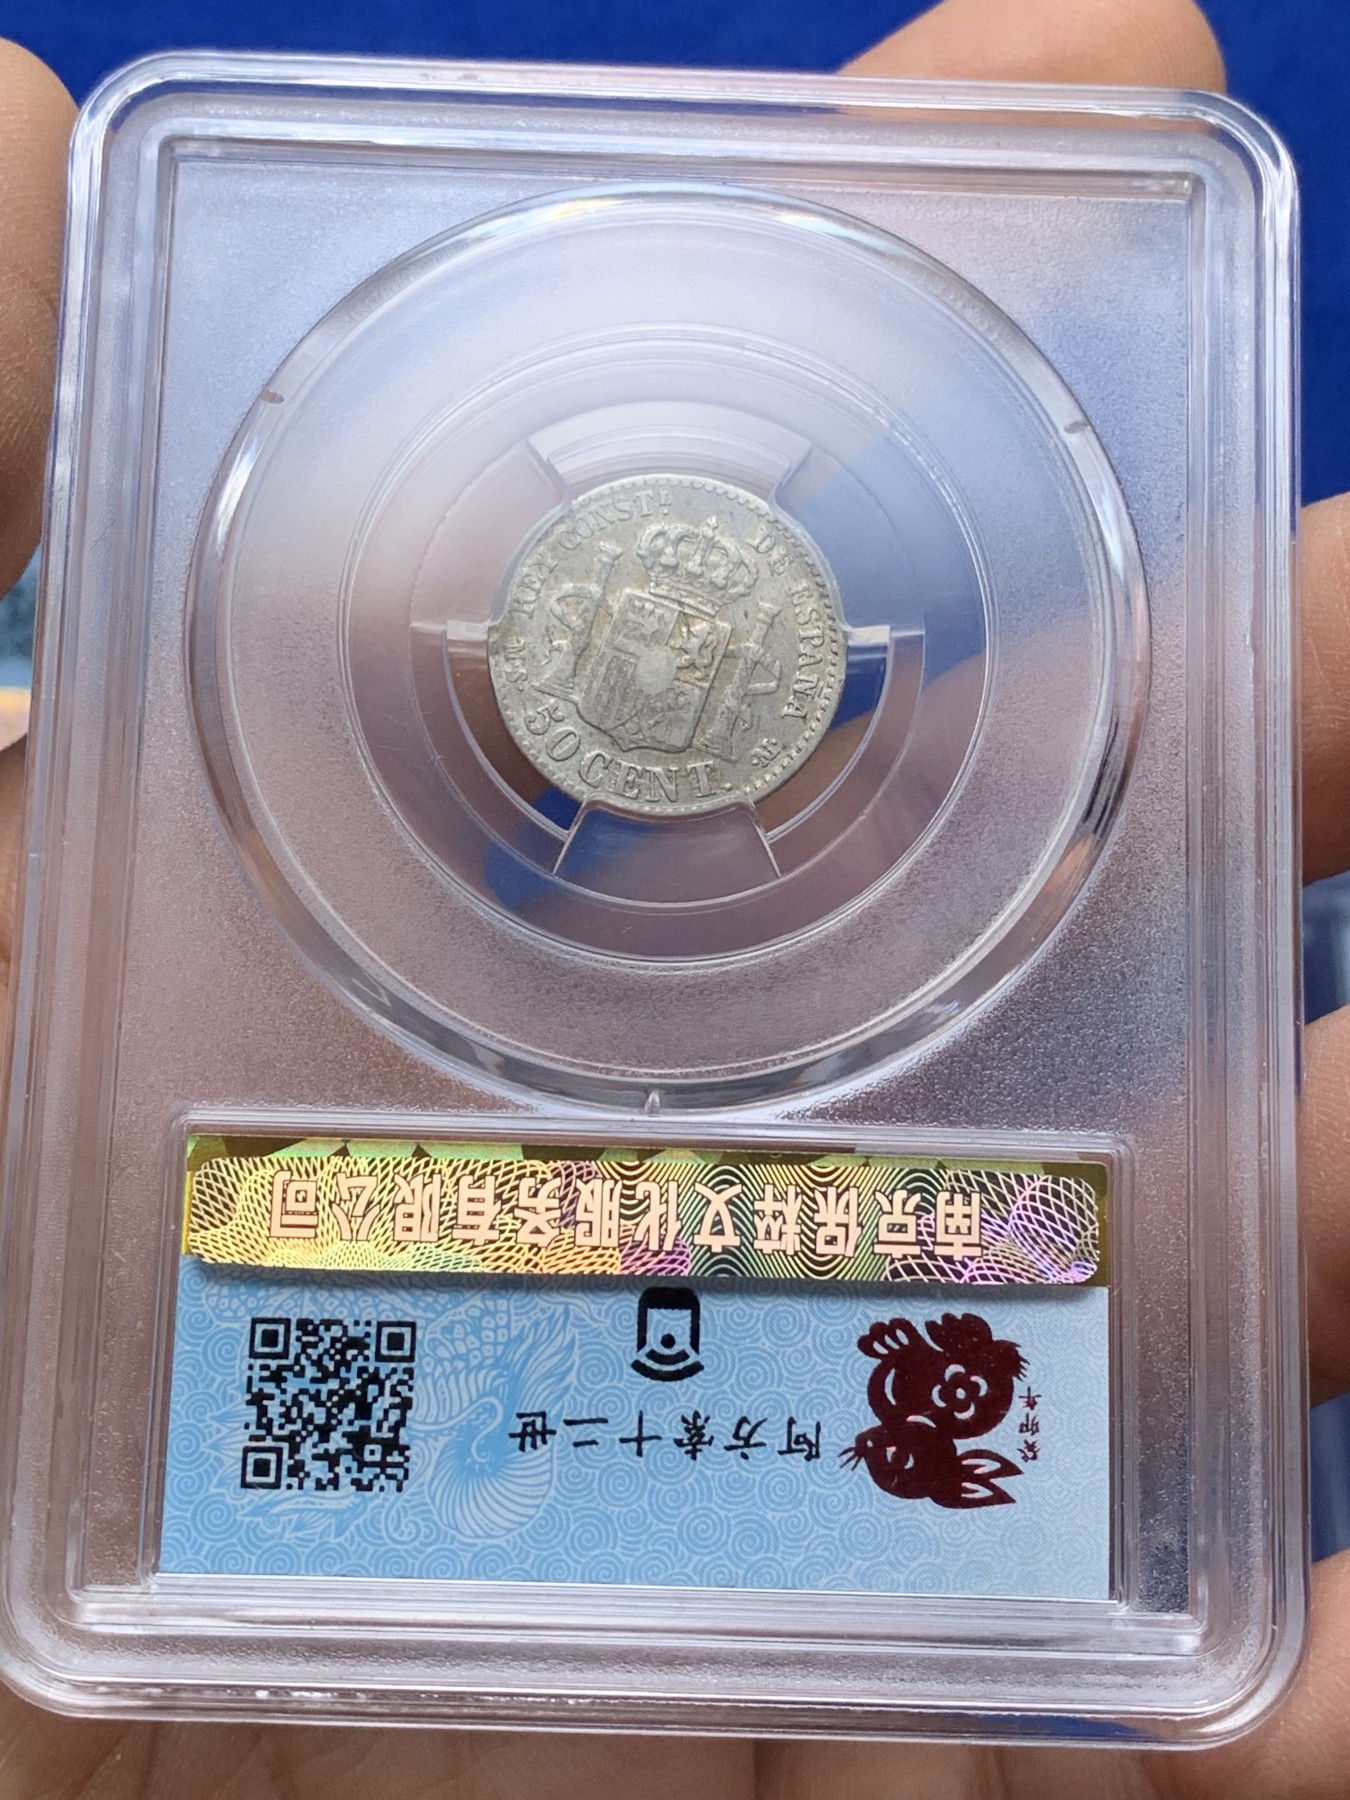 REY CONSTL. DE ESPAÑA
MS. 50 CENT. M.
南京保粹文化服务有限公司
阿方索十二世
癸卯年